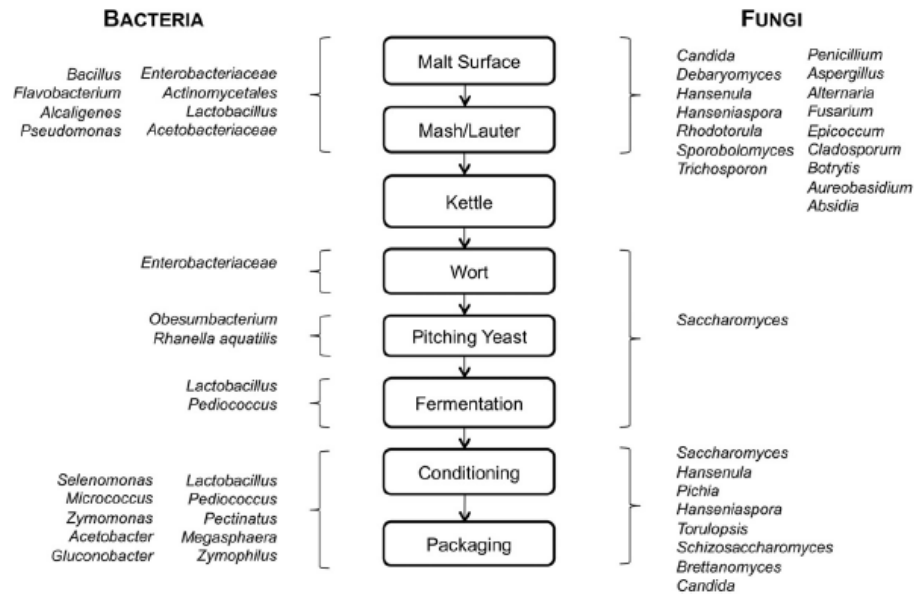 BACTERIA
FUNGI
Bacillus Enterobacteriaceae
Flavobacterium Actinomycetales
Alcaligenes Lactobacillus
Pseudomonas Acetobacteriaceae
Malt Surface
Mash/Lauter
Candida Penicillium
Debaryomyces Aspergillus
Hansenula Alternaria
Hanseniaspora Fusarium
Rhodotorula Epicoccum
Sporobolomyces Cladosporum
Trichosporon Botrytis
Aureobasidium
Absidia
Kettle
Enterobacteriaceae
Wort
Obesumbacterium
Rhanella aquatilis
Pitching Yeast
Saccharomyces
Lactobacillus
Pediococcus
Fermentation
Selenomonas Lactobacillus
Micrococcus Pediococcus
Zymomonas Pectinatus
Acetobacter Megasphaera
Gluconobacter Zymophilus
Conditioning
Packaging
Saccharomyces
Hansenula
Pichia
Hanseniaspora
Torulopsis
Schizosaccharomyces
Brettanomyces
Candida